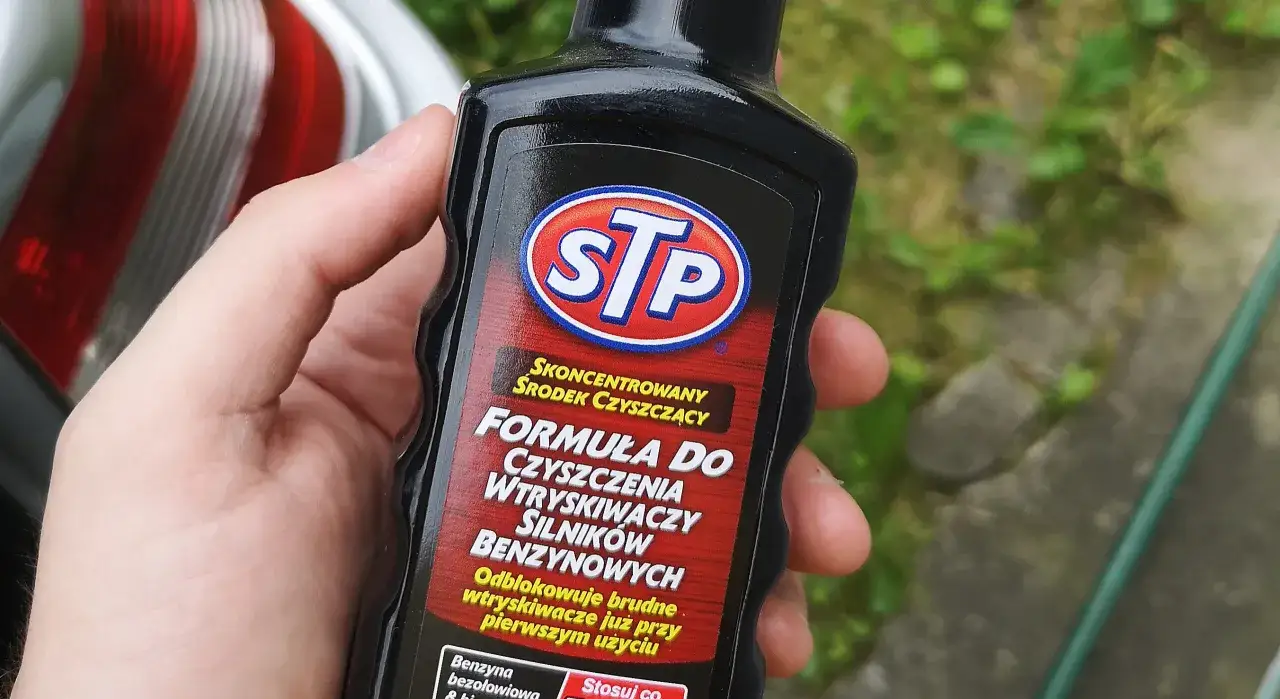 STP
®
SKONCENTROWANY
ŚRODEK CZYSZCZĄCY
FORMUŁA DO
CZYSZCZENIA
WTRYSKIWACZY
SILNIKÓW
BENZYNOWYCH
Odblokowuje brudne
wtryskiwacze już przy
pierwszym użyciu
Benzyna
bezołowiowa
Stosuj co